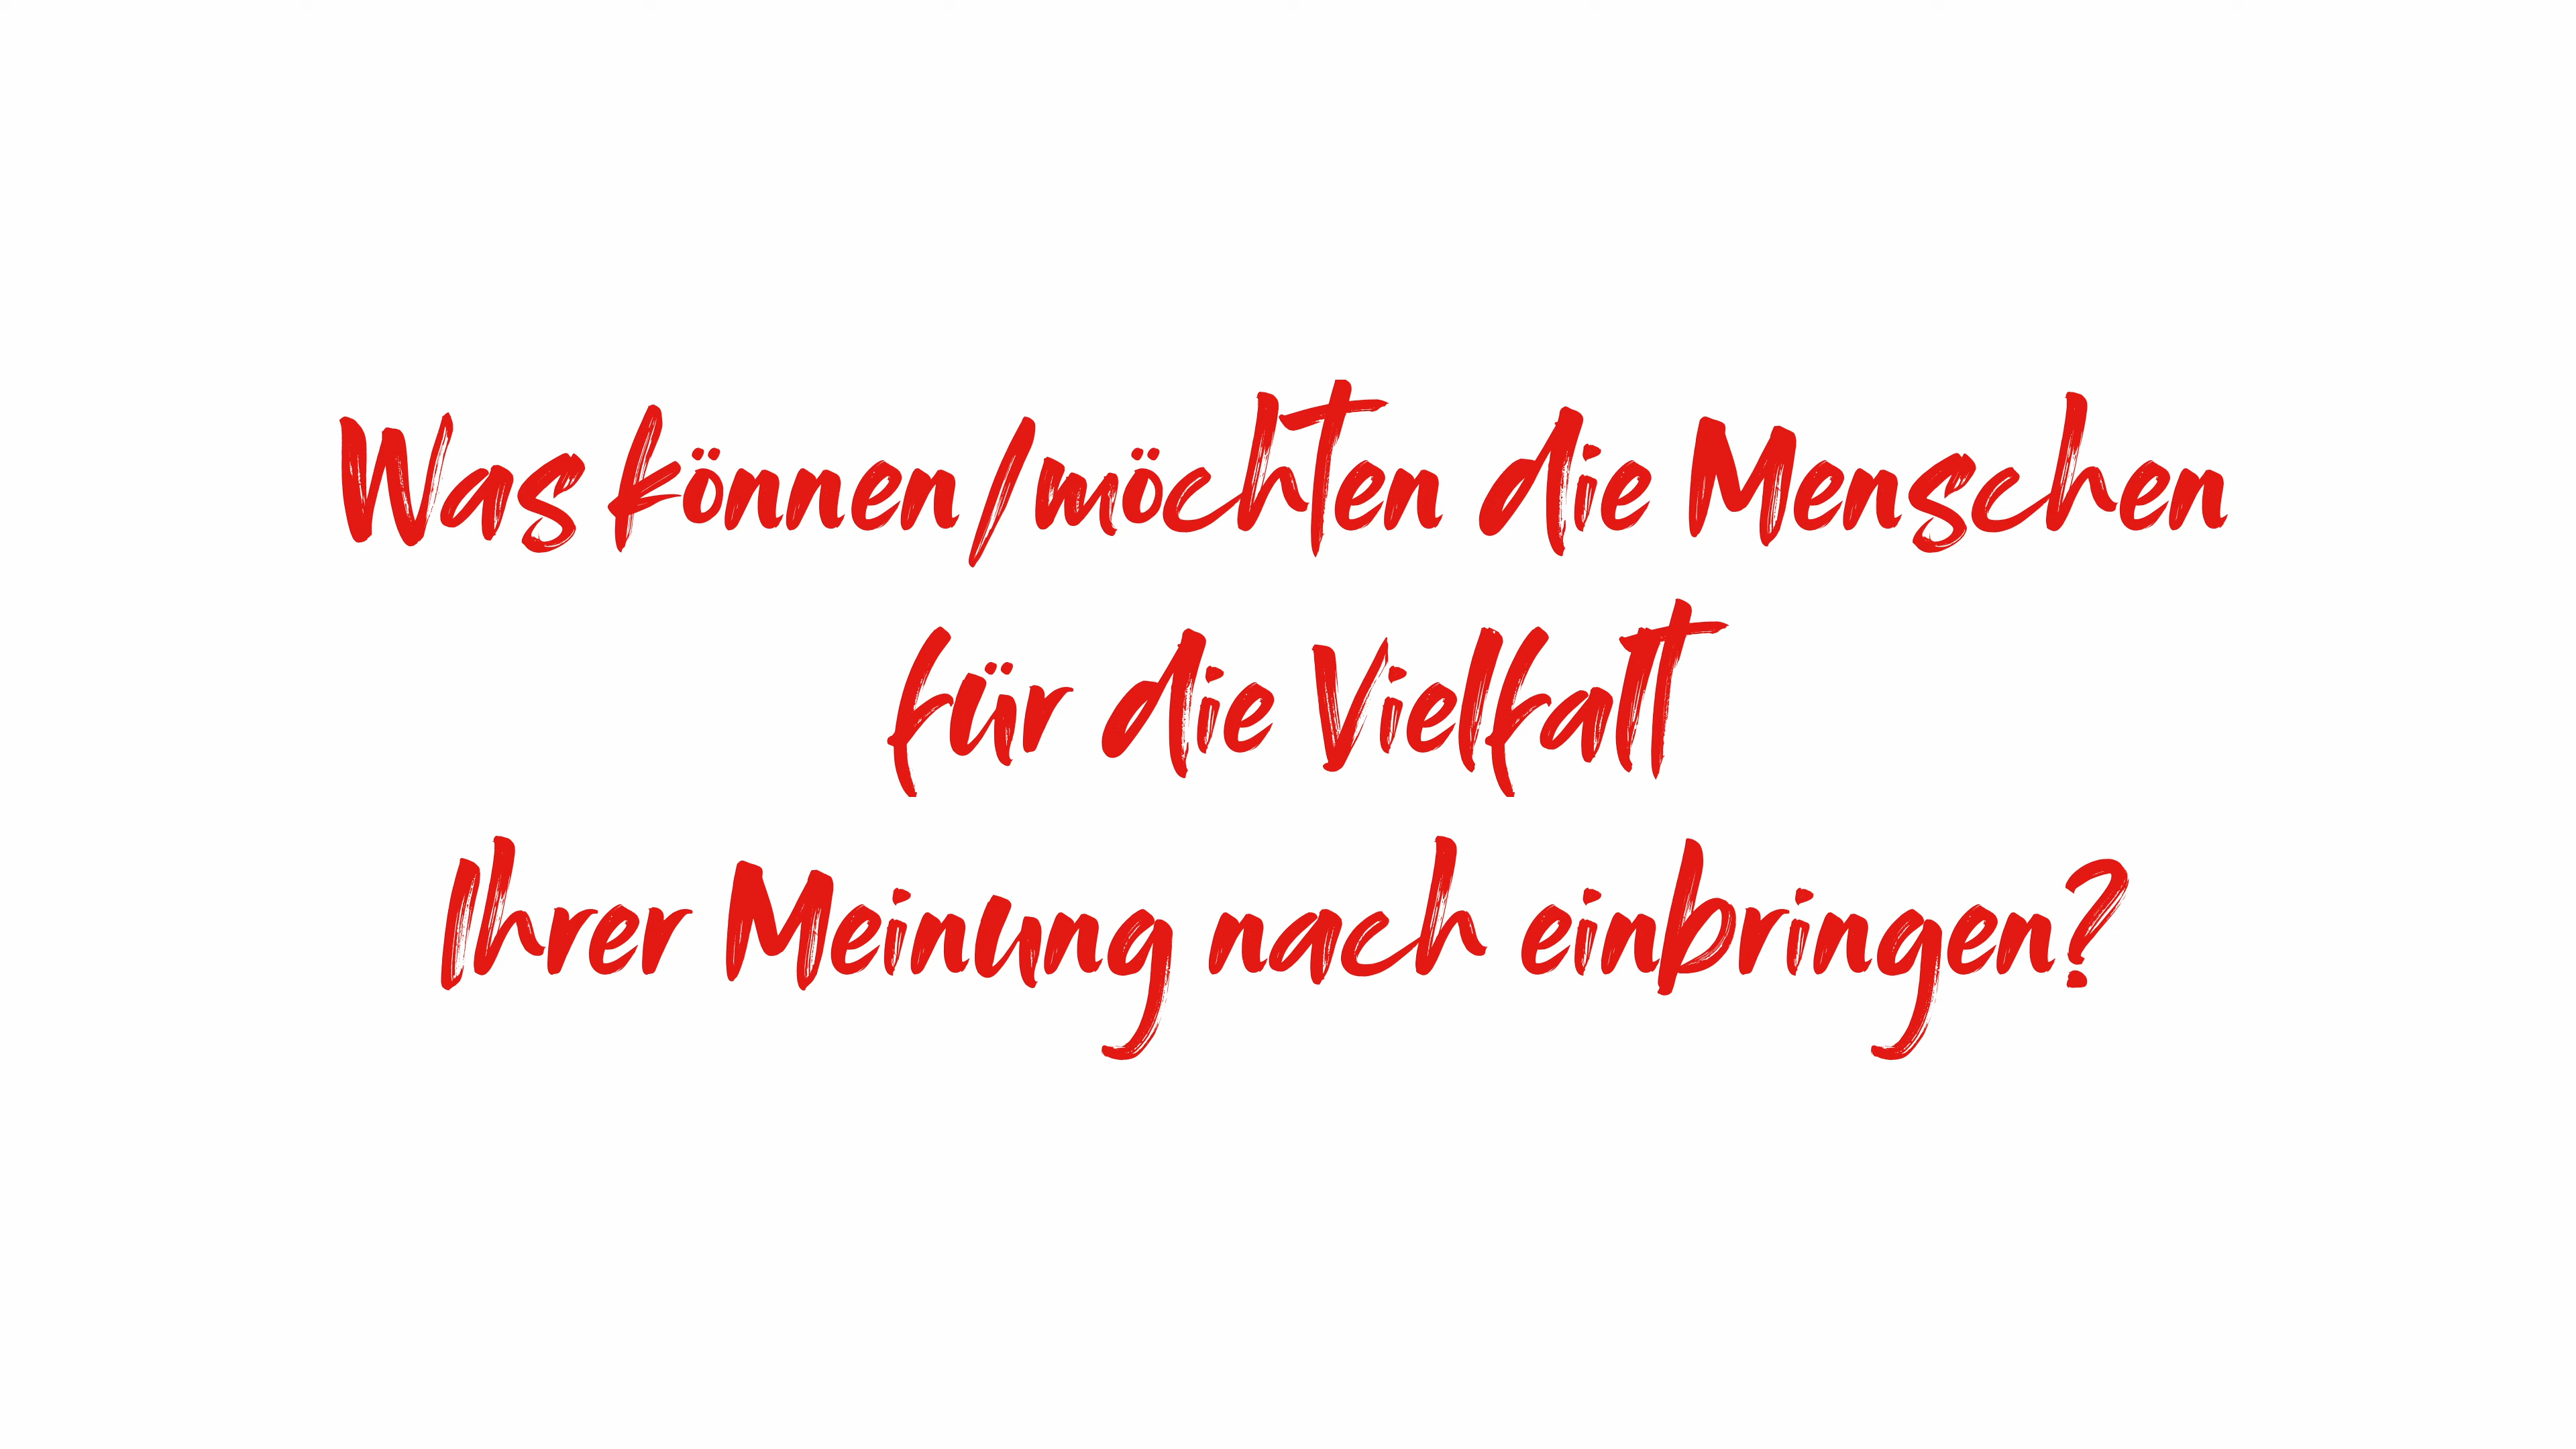 Was können/möchten die Menschen
für die Vielfalt
Ihrer Meinung nach einbringen?